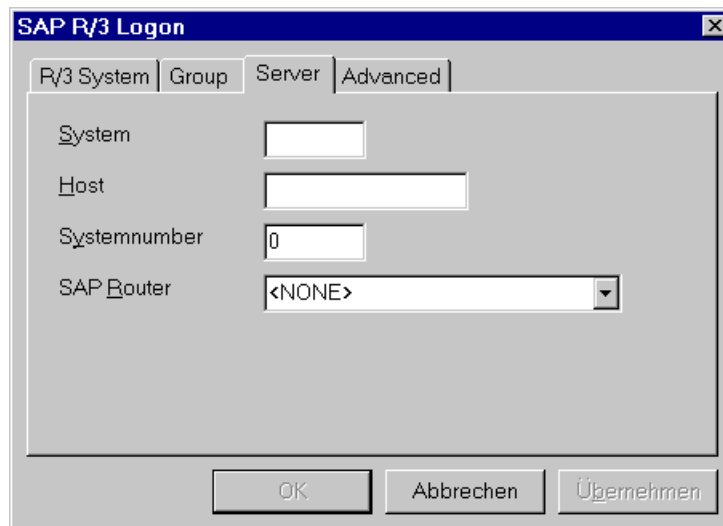 SAP R/3 Logon
R/3 System Group Server Advanced
System
Host
Systemnumber 0
SAP Router <NONE>
OK Abbrechen Übernehmen